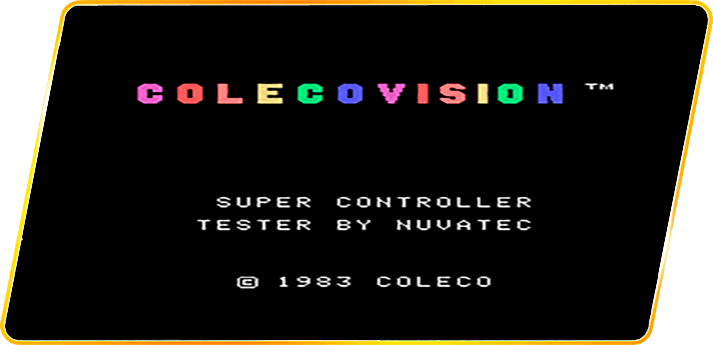 COLECOVISION ™
SUPER CONTROLLER
TESTER BY NUVATEC
© 1983 COLECO